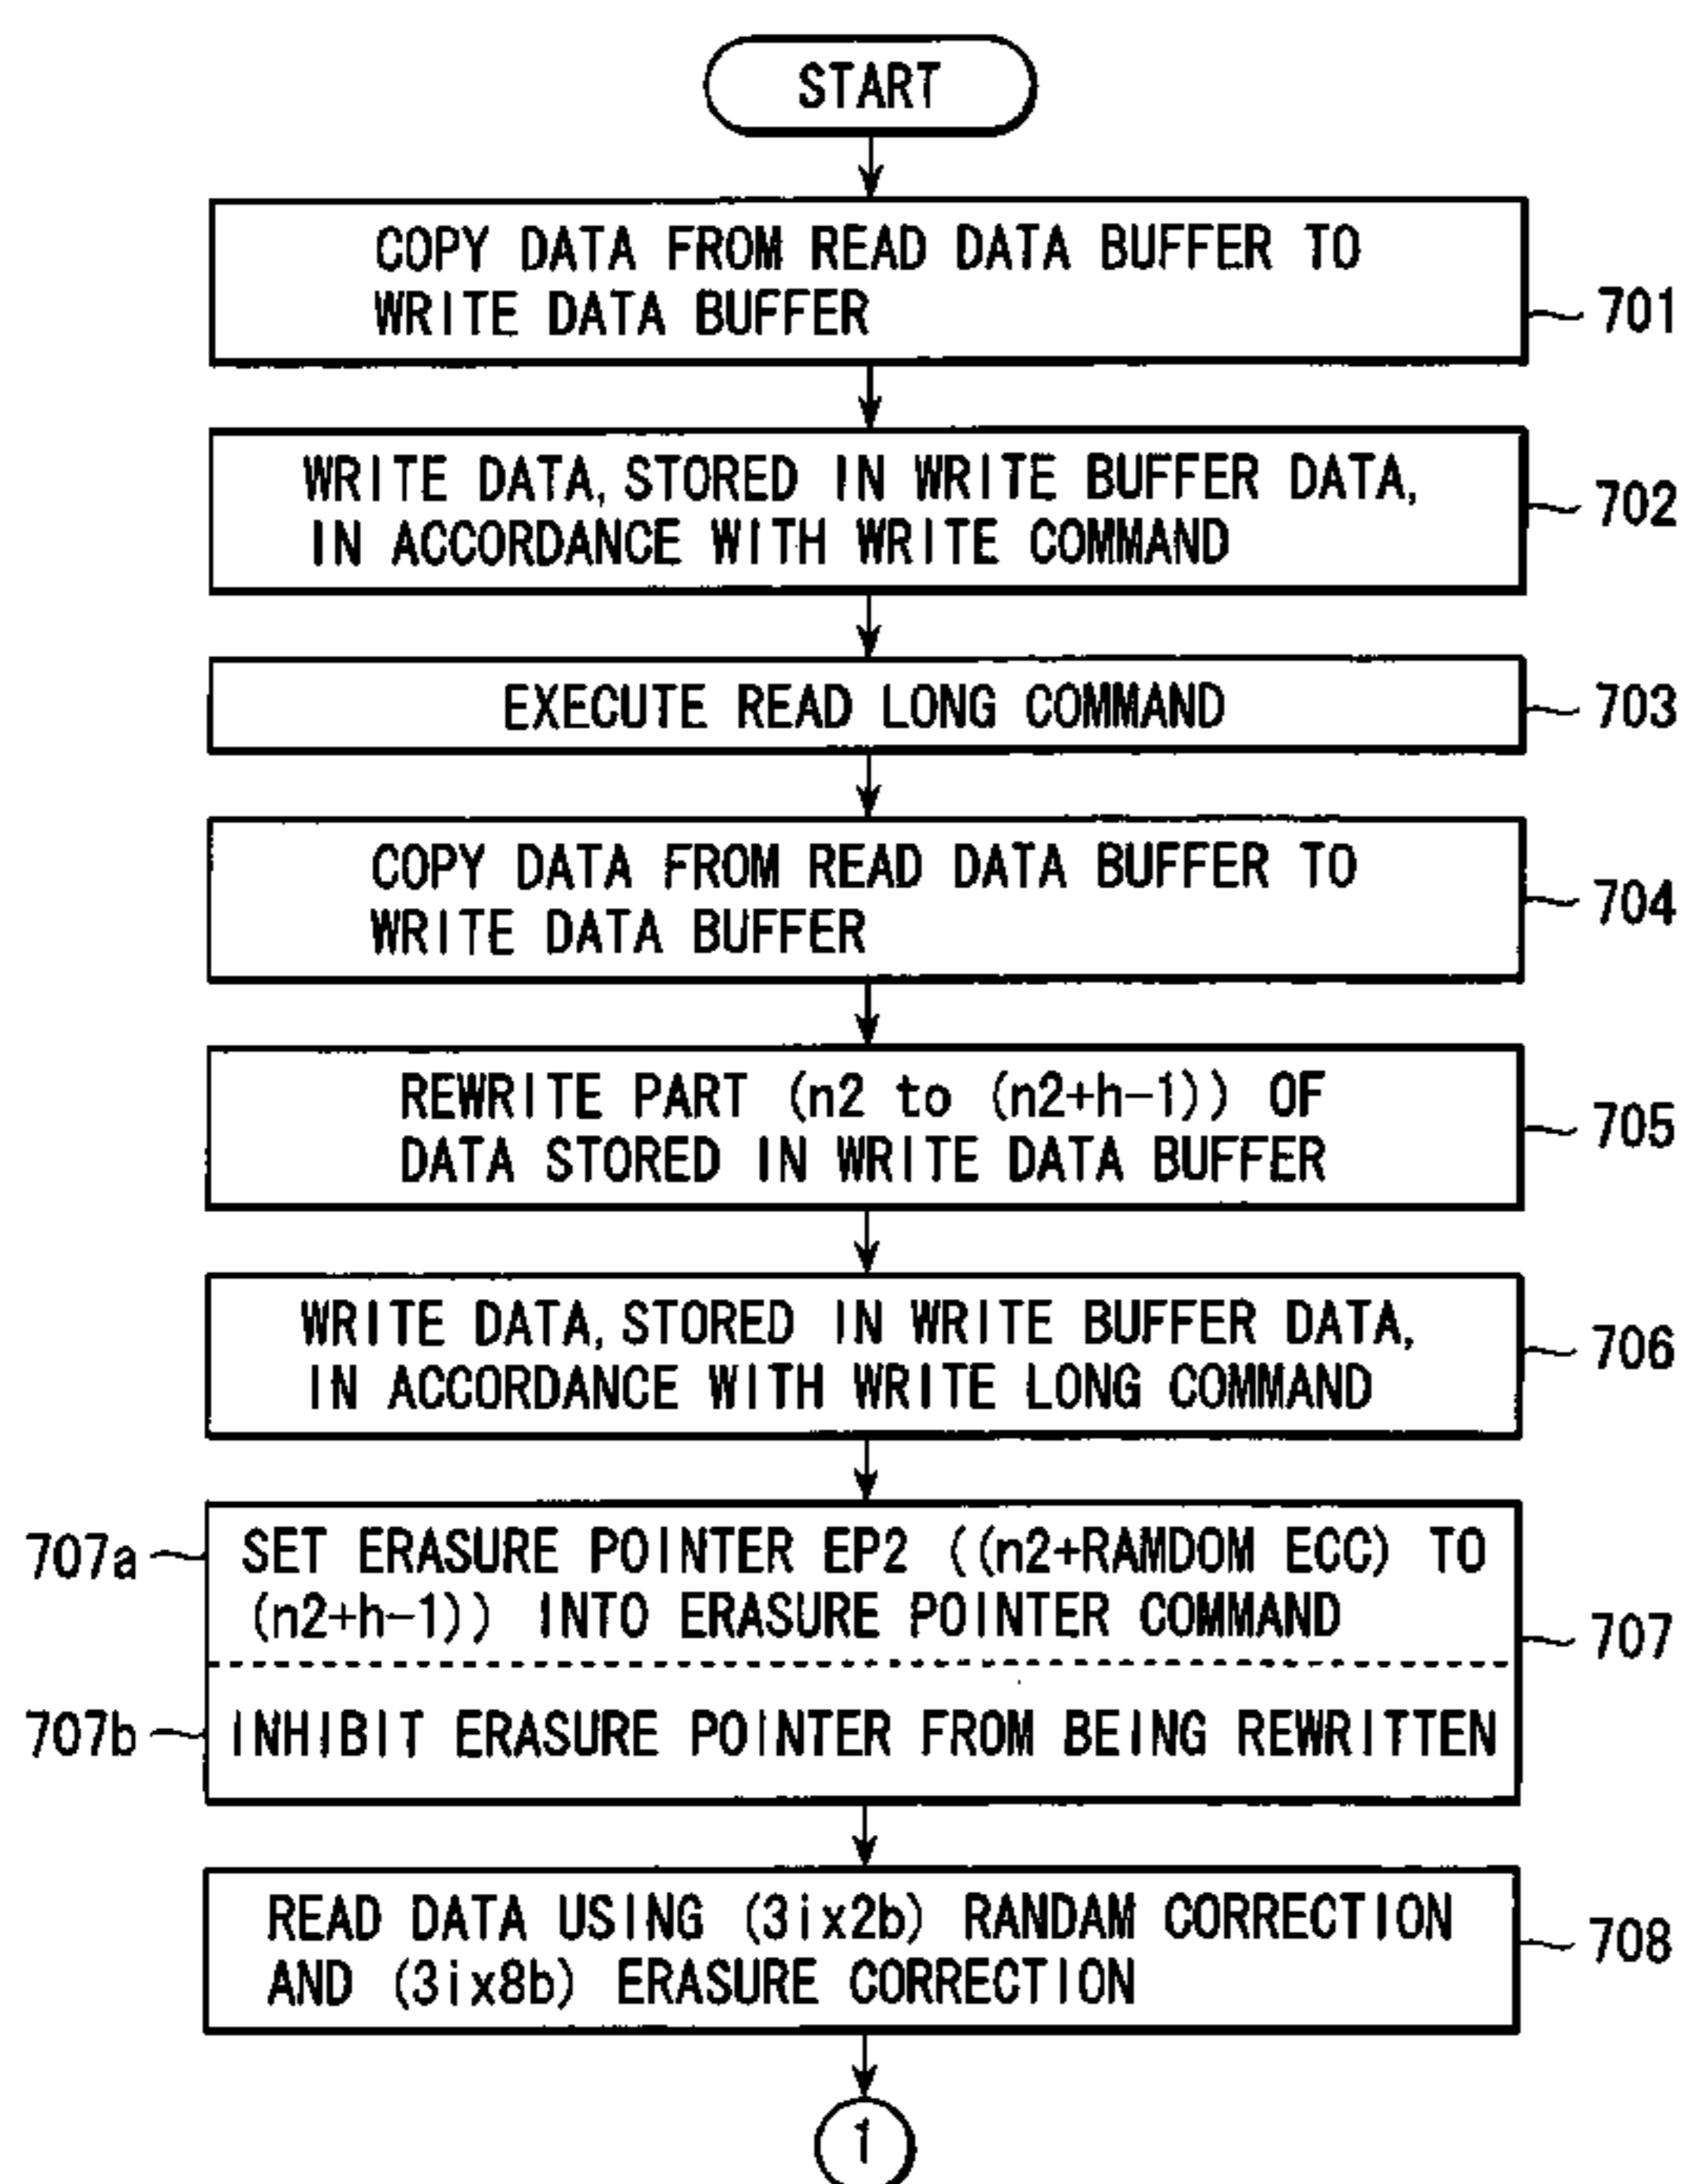 START
COPY DATA FROM READ DATA BUFFER TO
WRITE DATA BUFFER
701
WRITE DATA, STORED IN WRITE BUFFER DATA,
IN ACCORDANCE WITH WRITE COMMAND
702
EXECUTE READ LONG COMMAND
703
COPY DATA FROM READ DATA BUFFER TO
WRITE DATA BUFFER
704
REWRITE PART (n2 to (n2+h-1)) OF
DATA STORED IN WRITE DATA BUFFER
705
WRITE DATA, STORED IN WRITE BUFFER DATA,
IN ACCORDANCE WITH WRITE LONG COMMAND
706
707a
SET ERASURE POINTER EP2 ((n2+RAMDOM ECC) TO
(n2+h-1)) INTO ERASURE POINTER COMMAND
707
707b
INHIBIT ERASURE POINTER FROM BEING REWRITTEN
READ DATA USING (3ix2b) RANDAM CORRECTION
AND (3ix8b) ERASURE CORRECTION
708
1